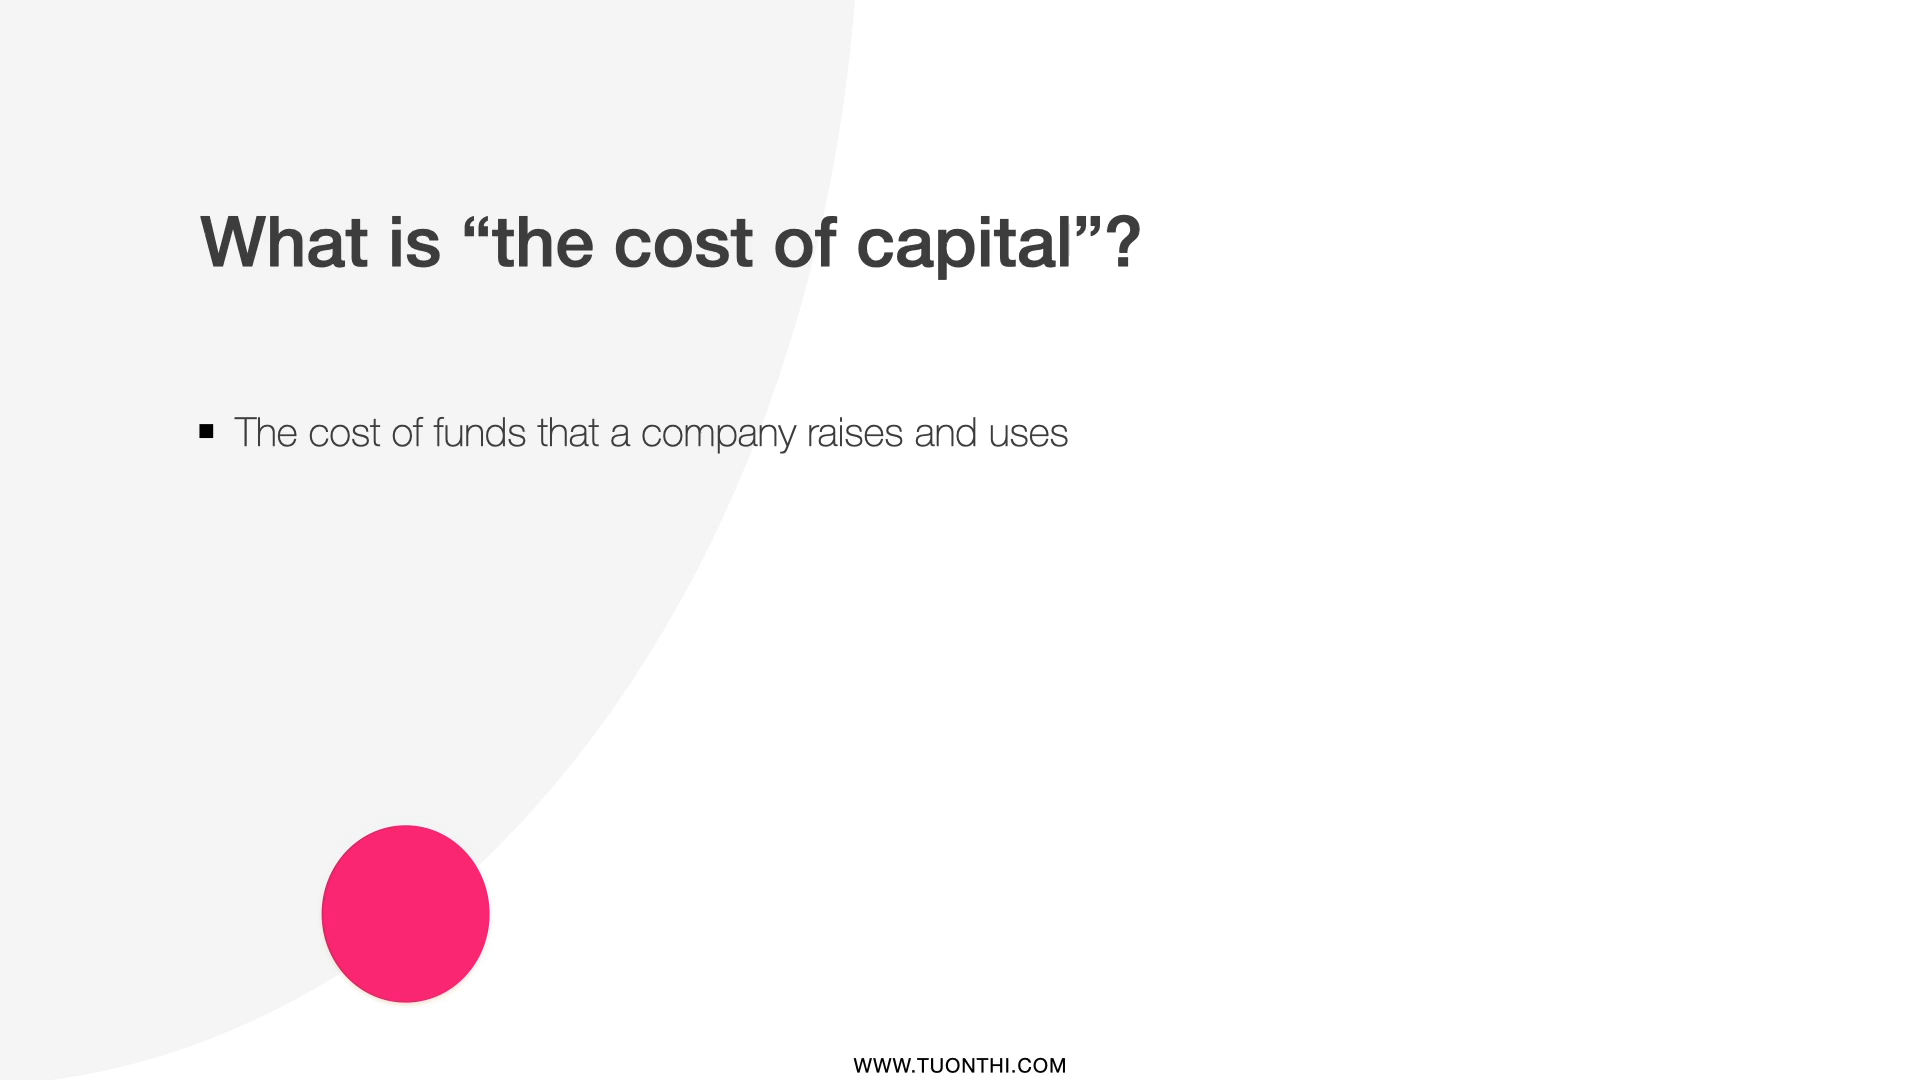 What is “the cost of capital”?
▪ The cost of funds that a company raises and uses
WWW.TUONTHI.COM